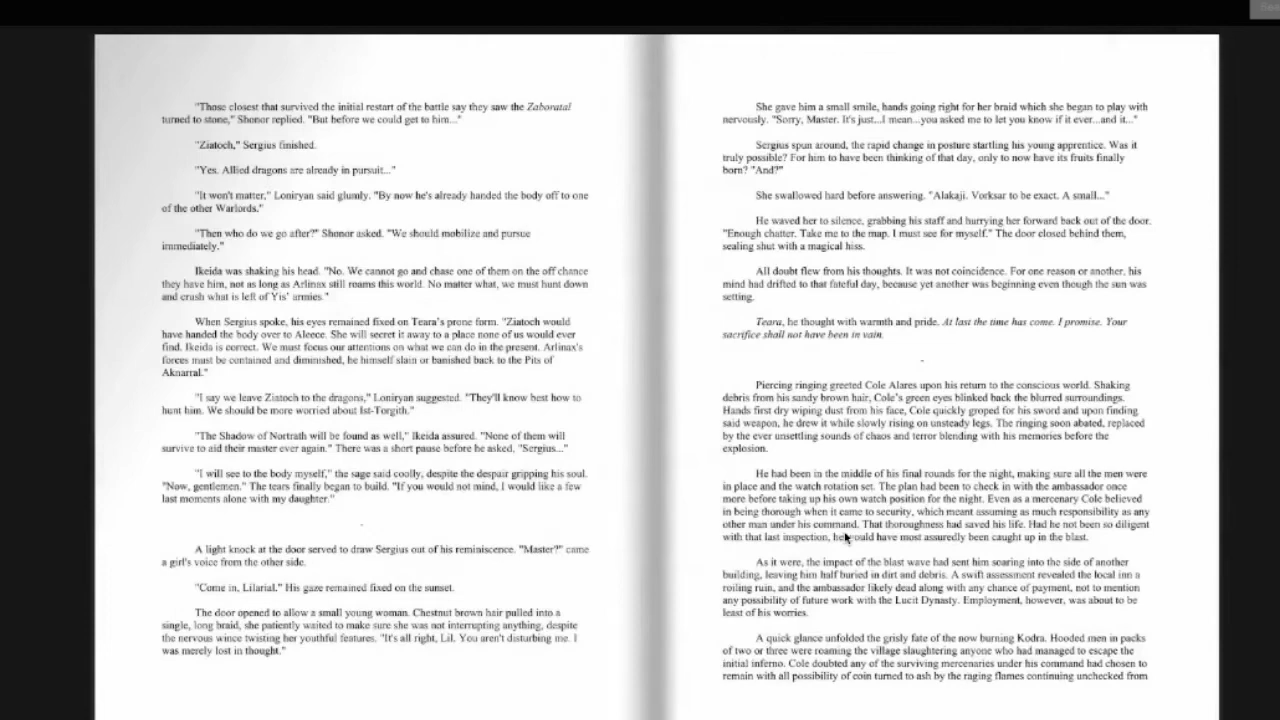 "Those closest that survived the initial restart of the battle say they saw the Zaboratal
turned to stone," Shonor replied. "But before we could get to him..."
"Ziatoch," Sergius finished.
"Yes. Allied dragons are already in pursuit..."
"It won't matter," Loniryan said glumly. "By now he's already handed the body off to one
of the other Warlords."
"Then who do we go after?" Shonor asked. "We should mobilize and pursue
immediately."
Ikeida was shaking his head. "No. We cannot go and chase one of them on the off chance
they have him, not as long as Arlinax still roams this world. No matter what, we must hunt down
and crush what is left of Yis' armies."
When Sergius spoke, his eyes remained fixed on Teara's prone form. "Ziatoch would
have handed the body over to Aleece. She will secret it away to a place none of us would ever
find. Ikeida is correct. We must focus our attentions on what we can do in the present. Arlinax's
forces must be contained and diminished, he himself slain or banished back to the Pits of
Aknarral."
"I say we leave Ziatoch to the dragons," Loniryan suggested. "They'll know best how to
hunt him. We should be more worried about Ist-Torgith."
"The Shadow of Nortrath will be found as well," Ikeida assured. "None of them will
survive to aid their master ever again." There was a short pause before he asked, "Sergius..."
"I will see to the body myself," the sage said coolly, despite the despair gripping his soul.
"Now, gentlemen." The tears finally began to build. "If you would not mind, I would like a few
last moments alone with my daughter."
.
A light knock at the door served to draw Sergius out of his reminiscence. "Master?" came
a girl's voice from the other side.
"Come in, Lilarial." His gaze remained fixed on the sunset.
The door opened to allow a small young woman. Chestnut brown hair pulled into a
single, long braid, she patiently waited to make sure she was not interrupting anything, despite
the nervous wince twisting her youthful features. "It's all right, Lil. You aren't disturbing me. I
was merely lost in thought."
She gave him a small smile, hands going right for her braid which she began to play with
nervously. "Sorry, Master. It's just...I mean...you asked me to let you know if it ever...and it..."
Sergius spun around, the rapid change in posture startling his young apprentice. Was it
truly possible? For him to have been thinking of that day, only to now have its fruits finally
born? "And?"
She swallowed hard before answering. "Alakaji. Vorksar to be exact. A small..."
He waved her to silence, grabbing his staff and hurrying her forward back out of the door.
"Enough chatter. Take me to the map. I must see for myself." The door closed behind them,
sealing shut with a magical hiss.
All doubt flew from his thoughts. It was not coincidence. For one reason or another, his
mind had drifted to that fateful day, because yet another was beginning even though the sun was
setting.
Teara, he thought with warmth and pride. At last the time has come. I promise. Your
sacrifice shall not have been in vain.
-
Piercing ringing greeted Cole Alares upon his return to the conscious world. Shaking
debris from his sandy brown hair, Cole's green eyes blinked back the blurred surroundings.
Hands first dry wiping dust from his face, Cole quickly groped for his sword and upon finding
said weapon, he drew it while slowly rising on unsteady legs. The ringing soon abated, replaced
by the ever unsettling sounds of chaos and terror blending with his memories before the
explosion.
He had been in the middle of his final rounds for the night, making sure all the men were
in place and the watch rotation set. The plan had been to check in with the ambassador once
more before taking up his own watch position for the night. Even as a mercenary Cole believed
in being thorough when it came to security, which meant assuming as much responsibility as any
other man under his command. That thoroughness had saved his life. Had he not been so diligent
with that last inspection, he would have most assuredly been caught up in the blast.
As it were, the impact of the blast wave had sent him soaring into the side of another
building, leaving him half buried in dirt and debris. A swift assessment revealed the local inn a
roiling ruin, and the ambassador likely dead along with any chance of payment, not to mention
any possibility of future work with the Lucit Dynasty. Employment, however, was about to be
least of his worries.
A quick glance unfolded the grisly fate of the now burning Kodra. Hooded men in packs
of two or three were roaming the village slaughtering anyone who had managed to escape the
initial inferno. Cole doubted any of the surviving mercenaries under his command had chosen to
remain with all possibility of coin turned to ash by the raging flames continuing unchecked from